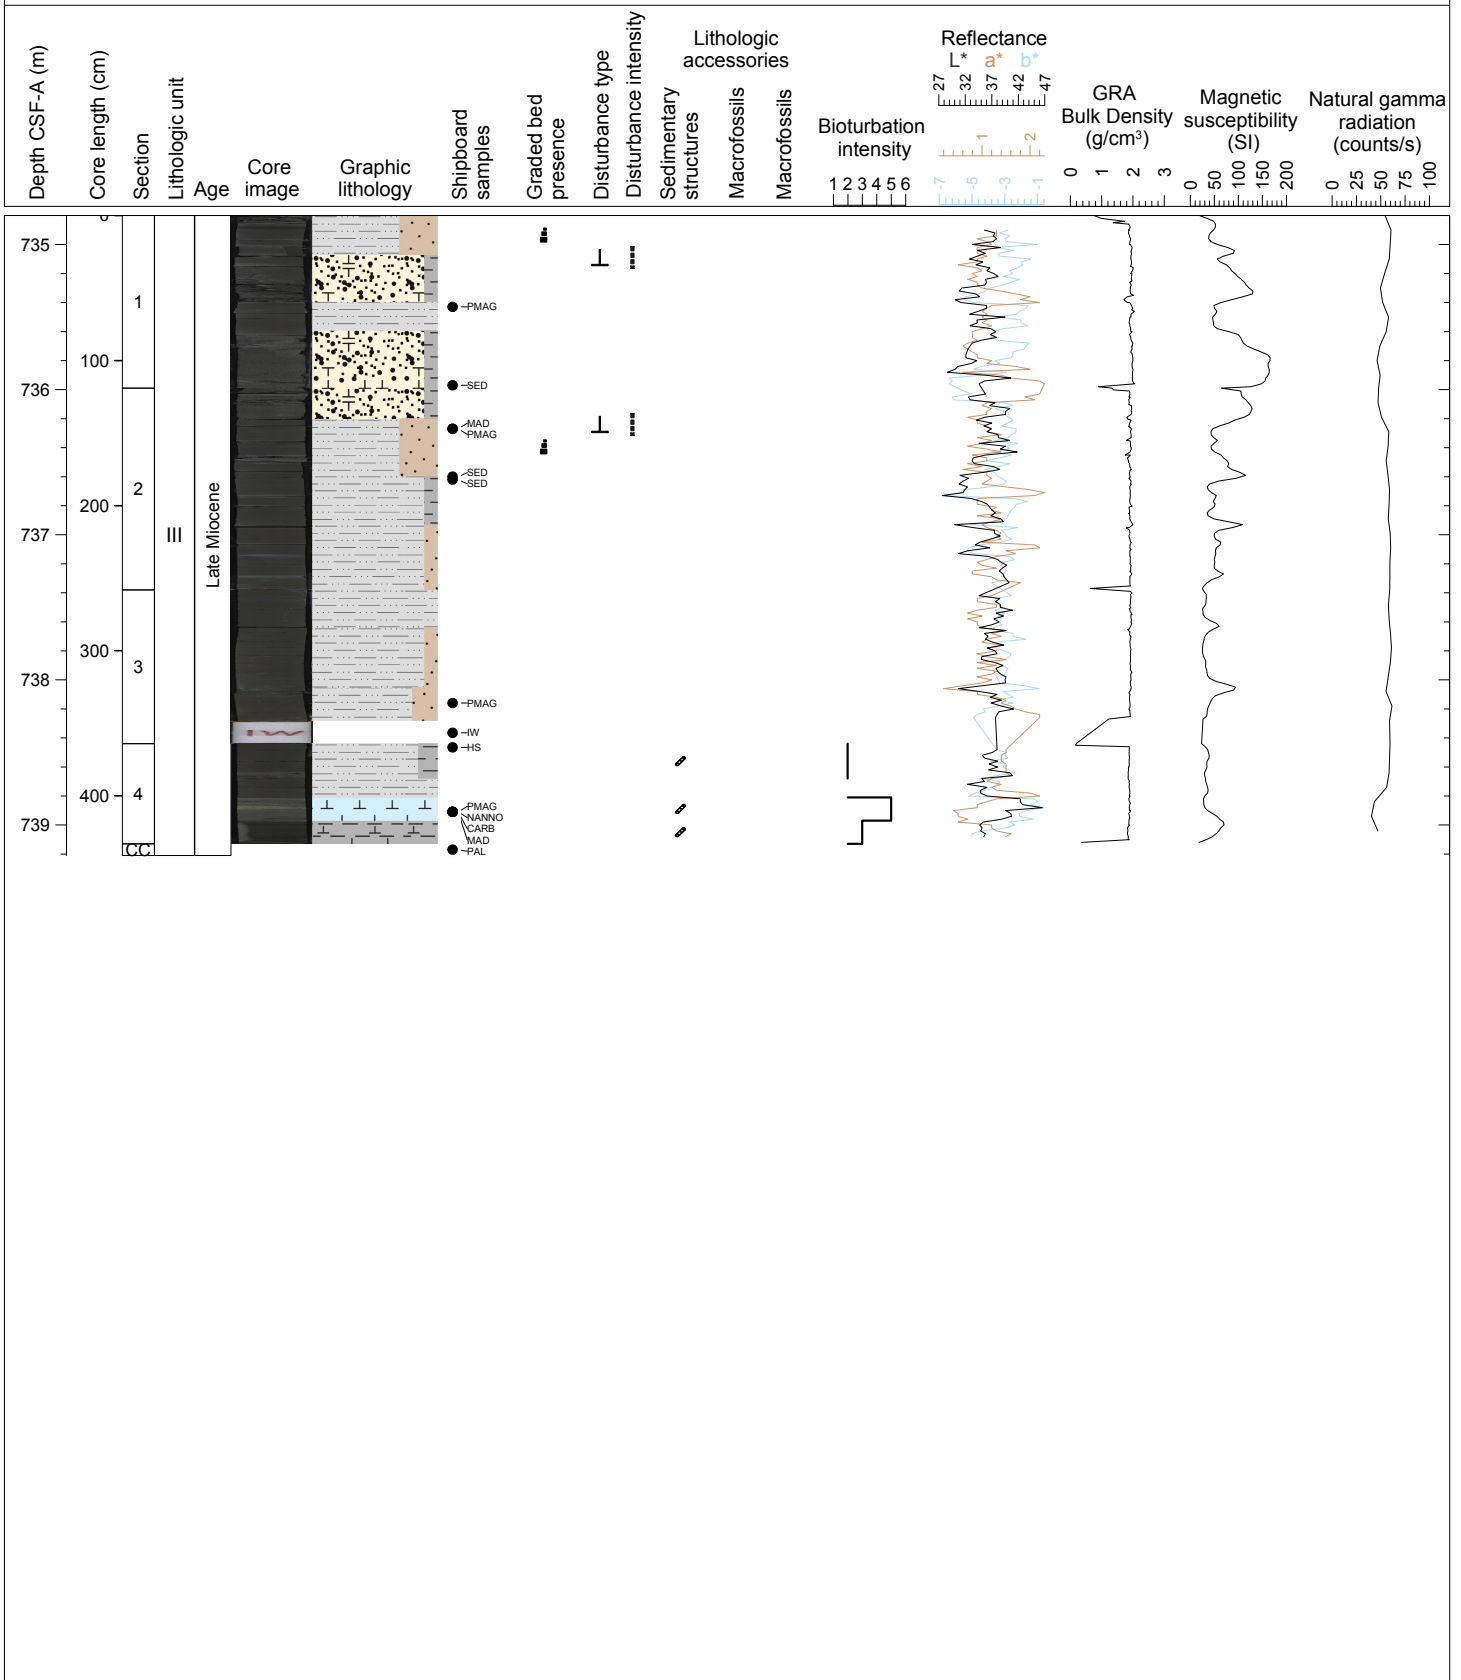 Depth CSF-A (m)
Core length (cm)
Section
Lithologic unit
Age
Core
image
Graphic
lithology
Shipboard
samples
Graded bed
presence
Disturbance type
Disturbance intensity
Lithologic
accessories
Sedimentary
structures
Macrofossils
Macrofossils
Bioturbation
intensity
1 2 3 4 5 6
Reflectance
L* a* b*
27 32 37 42 47
1 2
-7 -5 -3 -1
GRA
Bulk Density
(g/cm³)
0 1 2 3
Magnetic
susceptibility
(SI)
0 50 100 150 200
Natural gamma
radiation
(counts/s)
0 25 50 75 100
735
736
737
738
739
0
100
200
300
400
1
2
3
4
CC
III
Late Miocene
PMAG
SED
MAD
PMAG
SED
SED
PMAG
IW
HS
PMAG
NANNO
CARB
MAD
PAL